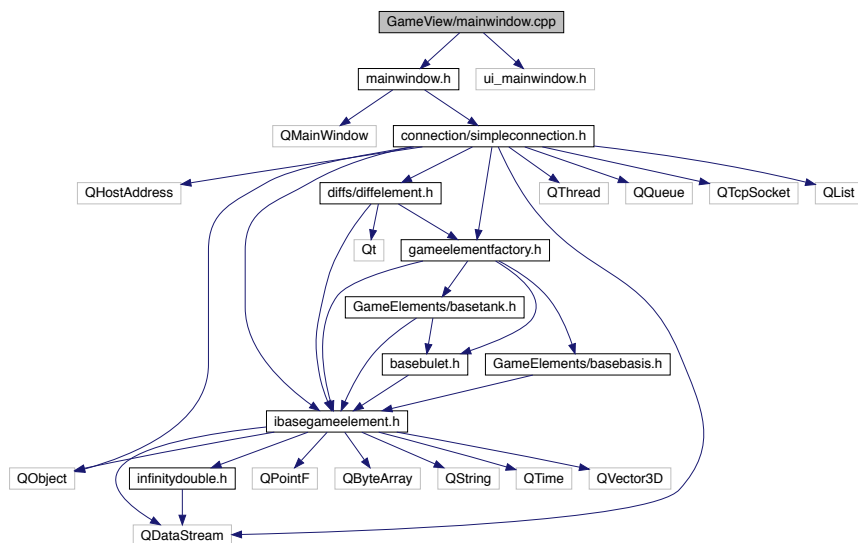 GameView/mainwindow.cpp
mainwindow.h
ui_mainwindow.h
QMainWindow
connection/simpleconnection.h
QHostAddress
diffs/diffelement.h
QThread
QQueue
QTcpSocket
QList
Qt
gameelementfactory.h
GameElements/basetank.h
basebulet.h
GameElements/basebasis.h
ibasegameelement.h
QObject
infinitydouble.h
QPointF
QByteArray
QString
QTime
QVector3D
QDataStream